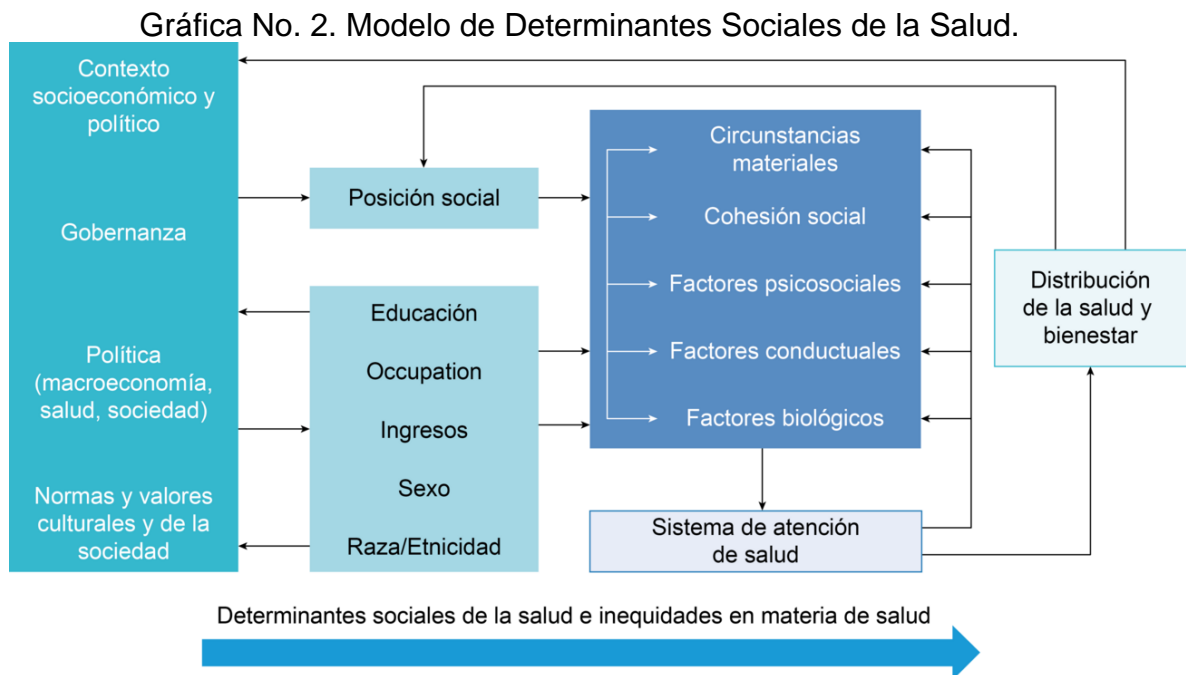 Gráfica No. 2. Modelo de Determinantes Sociales de la Salud.
Contexto
socioeconómico y
político
Gobernanza
Política
(macroeconomía,
salud, sociedad)
Normas y valores
culturales y de la
sociedad
Posición social
Educación
Occupation
Ingresos
Sexo
Raza/Etnicidad
Circunstancias
materiales
Cohesión social
Factores psicosociales
Factores conductuales
Factores biológicos
Sistema de atención
de salud
Distribución
de la salud y
bienestar
Determinantes sociales de la salud e inequidades en materia de salud